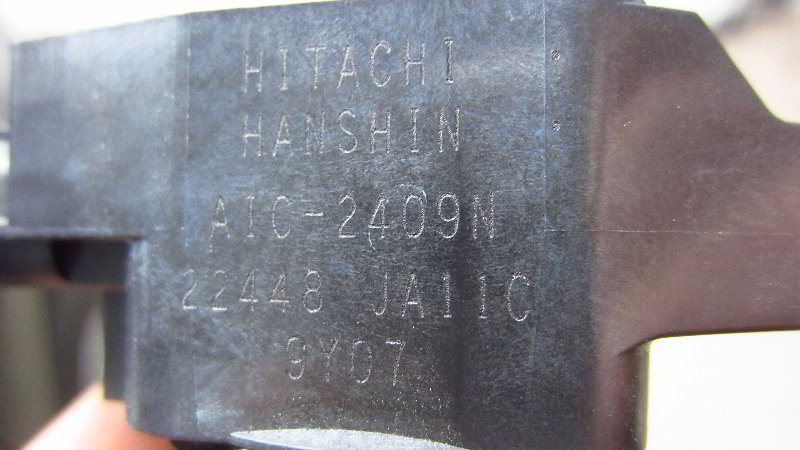 HITACHI
HANSHIN
AIC-2409N
22448 JA11C
9Y07